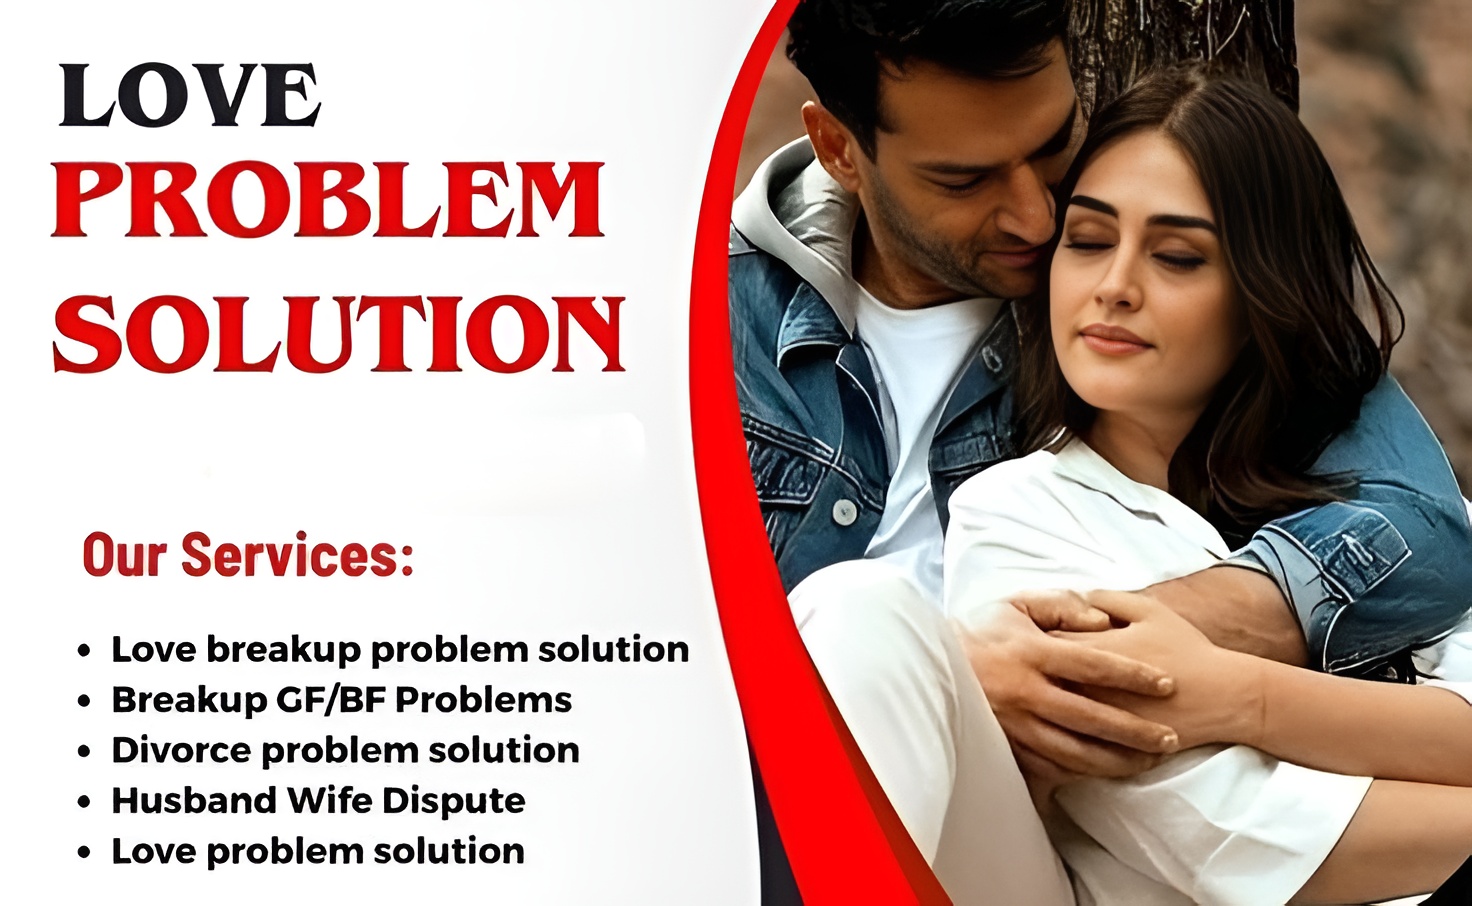 LOVE
PROBLEM
SOLUTION
Our Services:
• Love breakup problem solution
• Breakup GF/BF Problems
• Divorce problem solution
• Husband Wife Dispute
• Love problem solution